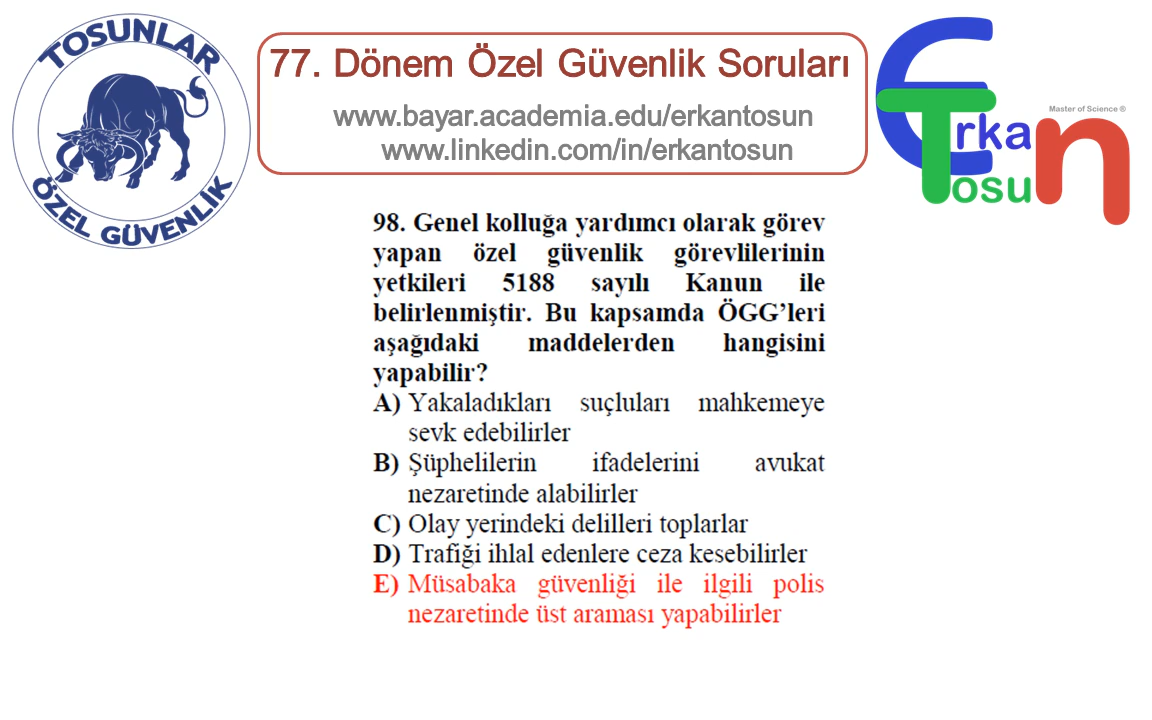 TOSUNLAR
ÖZEL GÜVENLİK
77. Dönem Özel Güvenlik Soruları
www.bayar.academia.edu/erkantosun
www.linkedin.com/in/erkantosun
Master of Science ®
Erkan
Tosun
98. Genel kolluğa yardımcı olarak görev
yapan özel güvenlik görevlilerinin
yetkileri 5188 sayılı Kanun ile
belirlenmiştir. Bu kapsamda ÖGG’leri
aşağıdaki maddelerden hangisini
yapabilir?
A) Yakaladıkları suçluları mahkemeye
sevk edebilirler
B) Şüphelilerin ifadelerini avukat
nezaretinde alabilirler
C) Olay yerindeki delilleri toplarlar
D) Trafiği ihlal edenlere ceza kesebilirler
E) Müsabaka güvenliği ile ilgili polis
nezaretinde üst araması yapabilirler